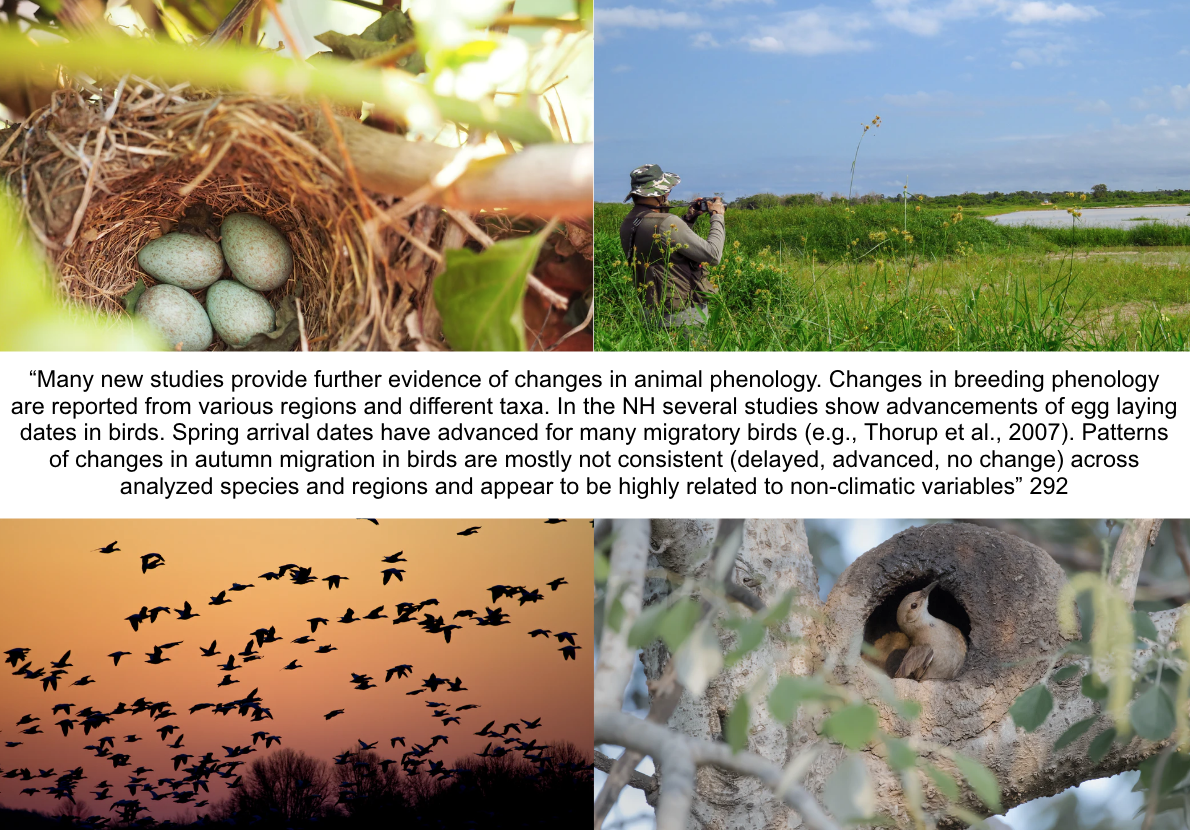 “Many new studies provide further evidence of changes in animal phenology. Changes in breeding phenology
are reported from various regions and different taxa. In the NH several studies show advancements of egg laying
dates in birds. Spring arrival dates have advanced for many migratory birds (e.g., Thorup et al., 2007). Patterns
of changes in autumn migration in birds are mostly not consistent (delayed, advanced, no change) across
analyzed species and regions and appear to be highly related to non-climatic variables” 292